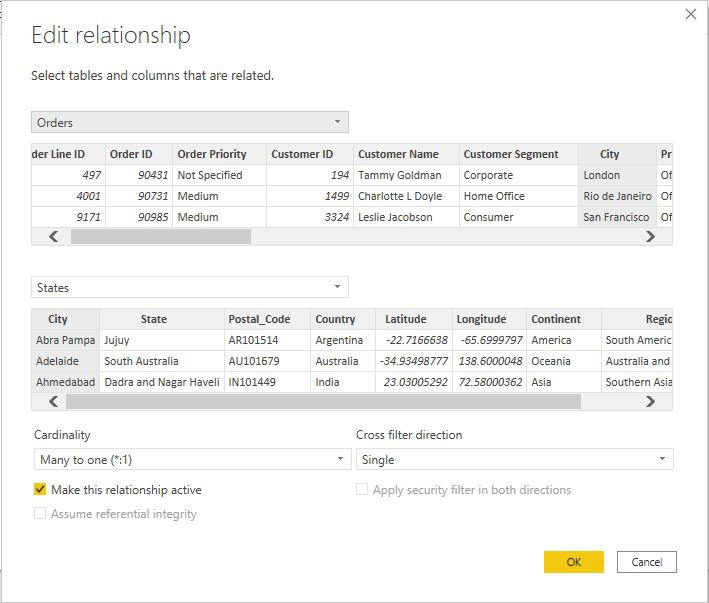 Edit relationship
Select tables and columns that are related.
Orders
der Line ID Order ID Order Priority Customer ID Customer Name Customer Segment City Pr
497 90431 Not Specified 194 Tammy Goldman Corporate London Of
4001 90731 Medium 1499 Charlotte L Doyle Home Office Rio de Janeiro Of
9171 90985 Medium 3324 Leslie Jacobson Consumer San Francisco Of
States
City State Postal_Code Country Latitude Longitude Continent Regio
Abra Pampa Jujuy AR101514 Argentina -22.7166638 -65.6999797 America South Americ
Adelaide South Australia AU101679 Australia -34.93498777 138.6000048 Oceania Australia and
Ahmedabad Dadra and Nagar Haveli IN101449 India 23.03005292 72.58000362 Asia Southern Asia
Cardinality Cross filter direction
Many to one (*:1) Single
Make this relationship active Apply security filter in both directions
Assume referential integrity
OK Cancel